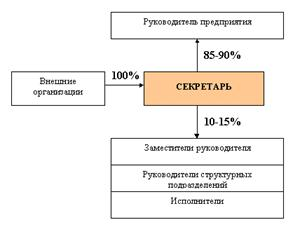 Руководитель предприятия
85-90%
Внешние
организации
100%
СЕКРЕТАРЬ
10-15%
Заместители руководителя
Руководители структурных
подразделений
Исполнители